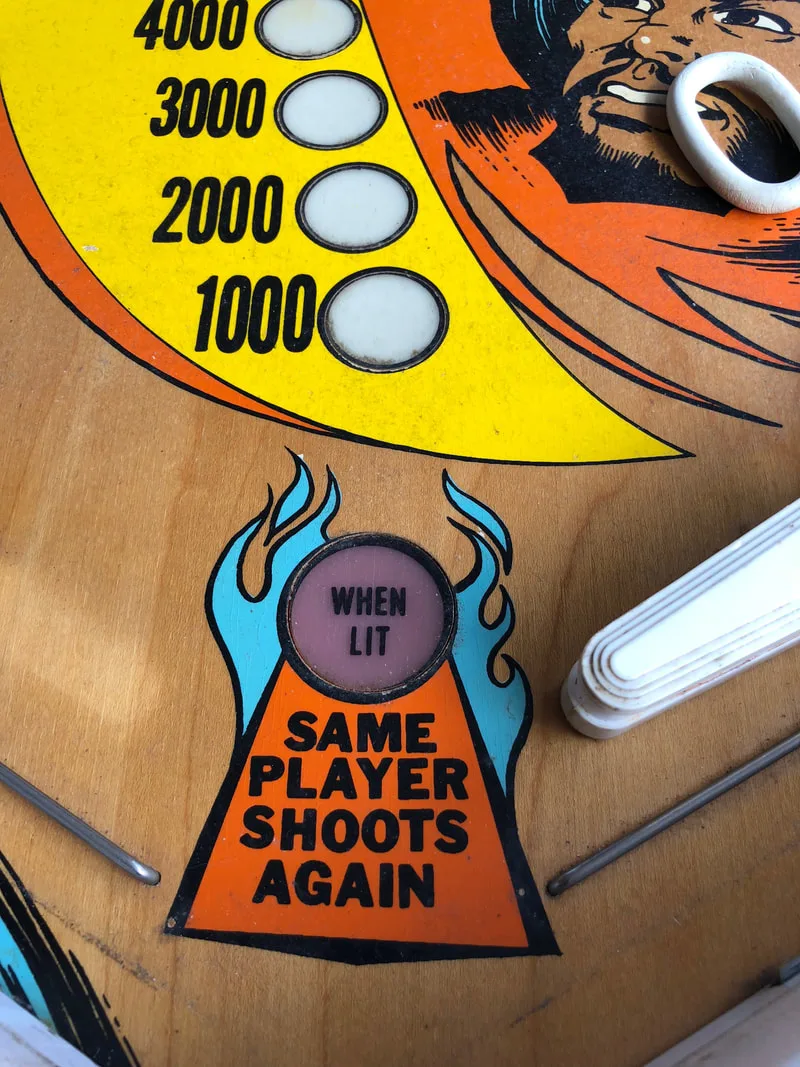 4000
3000
2000
1000
WHEN
LIT
SAME
PLAYER
SHOOTS
AGAIN